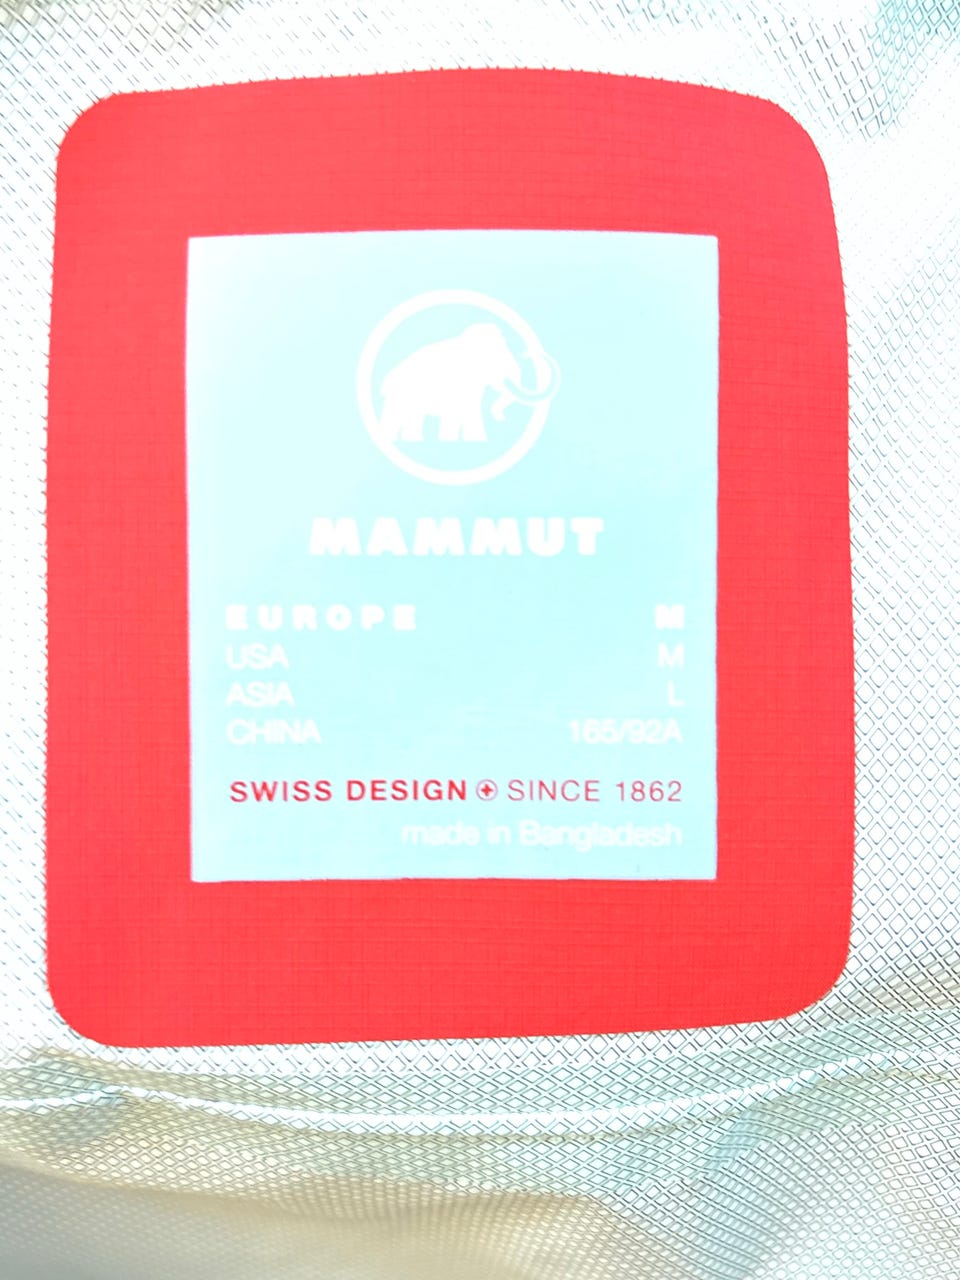 MAMMUT
EUROPE M
USA M
ASIA L
CHINA 165/92A
SWISS DESIGN SINCE 1862
made in Bangladesh